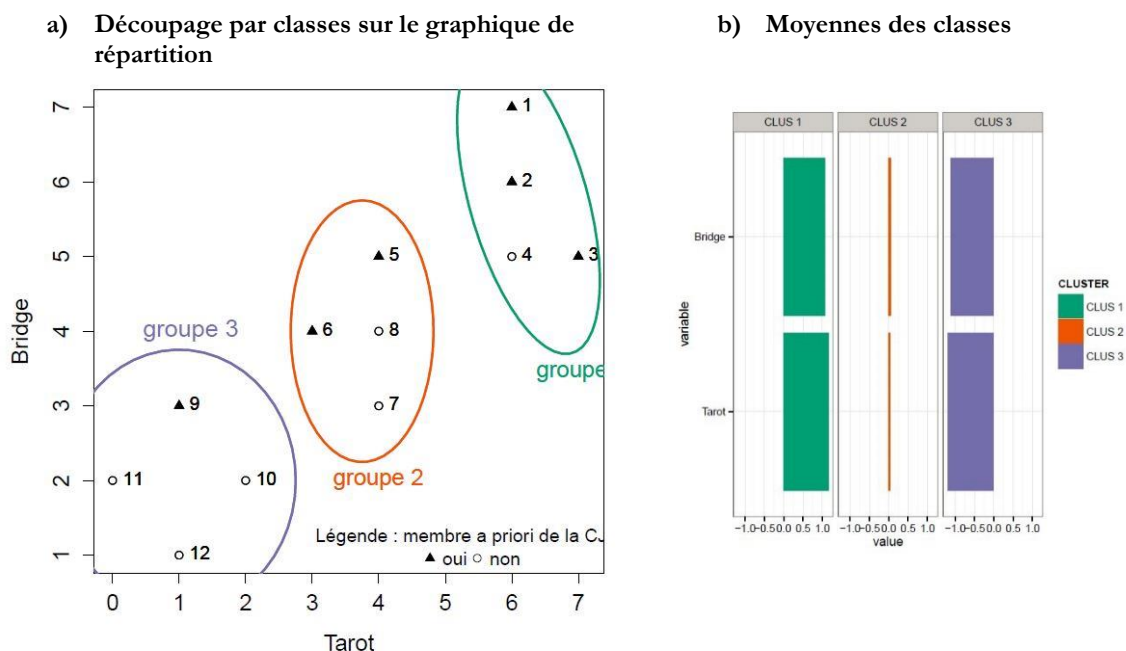 a) Découpage par classes sur le graphique de
répartition
b) Moyennes des classes
Bridge
7
6
5
4
3
2
1
1
2
4
3
5
6
8
7
groupe
groupe 3
9
11
10
12
groupe 2
Légende : membre a priori de la CJ
oui non
0 1 2 3 4 5 6 7
Tarot
CLUS 1 CLUS 2 CLUS 3
variable
Bridge
Tarot
−1.0−0.50.0 0.5 1.0 −1.0−0.50.0 0.5 1.0 −1.0−0.50.0 0.5 1.0
value
CLUSTER
CLUS 1
CLUS 2
CLUS 3